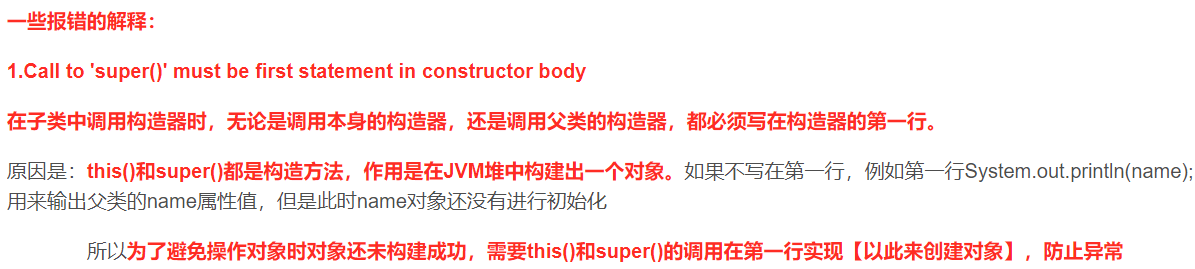 一些报错的解释：
1.Call to 'super()' must be first statement in constructor body
在子类中调用构造器时，无论是调用本身的构造器，还是调用父类的构造器，都必须写在构造器的第一行。
原因是：this()和super()都是构造方法，作用是在JVM堆中构建出一个对象。如果不写在第一行，例如第一行System.out.println(name);
用来输出父类的name属性值，但是此时name对象还没有进行初始化
所以为了避免操作对象时对象还未构建成功，需要this()和super()的调用在第一行实现【以此来创建对象】，防止异常